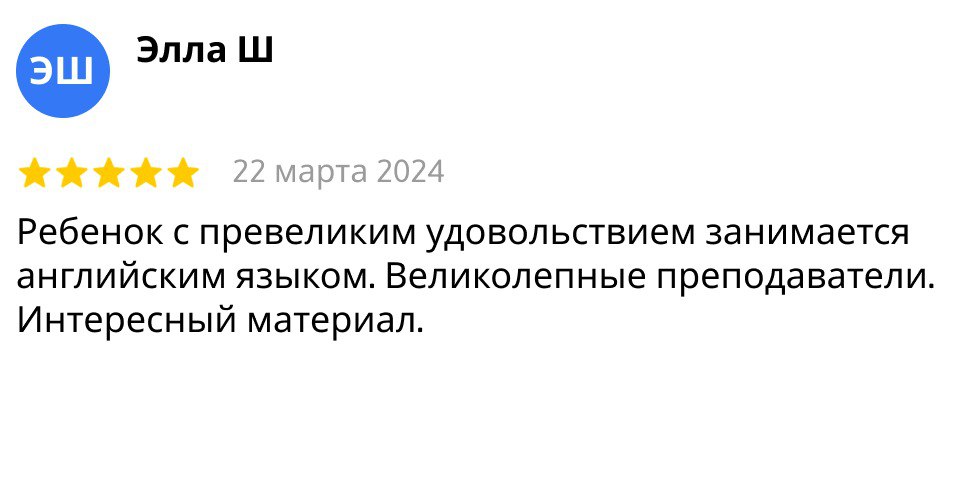 ЭШ
Элла Ш
22 марта 2024
Ребенок с превеликим удовольствием занимается
английским языком. Великолепные преподаватели.
Интересный материал.